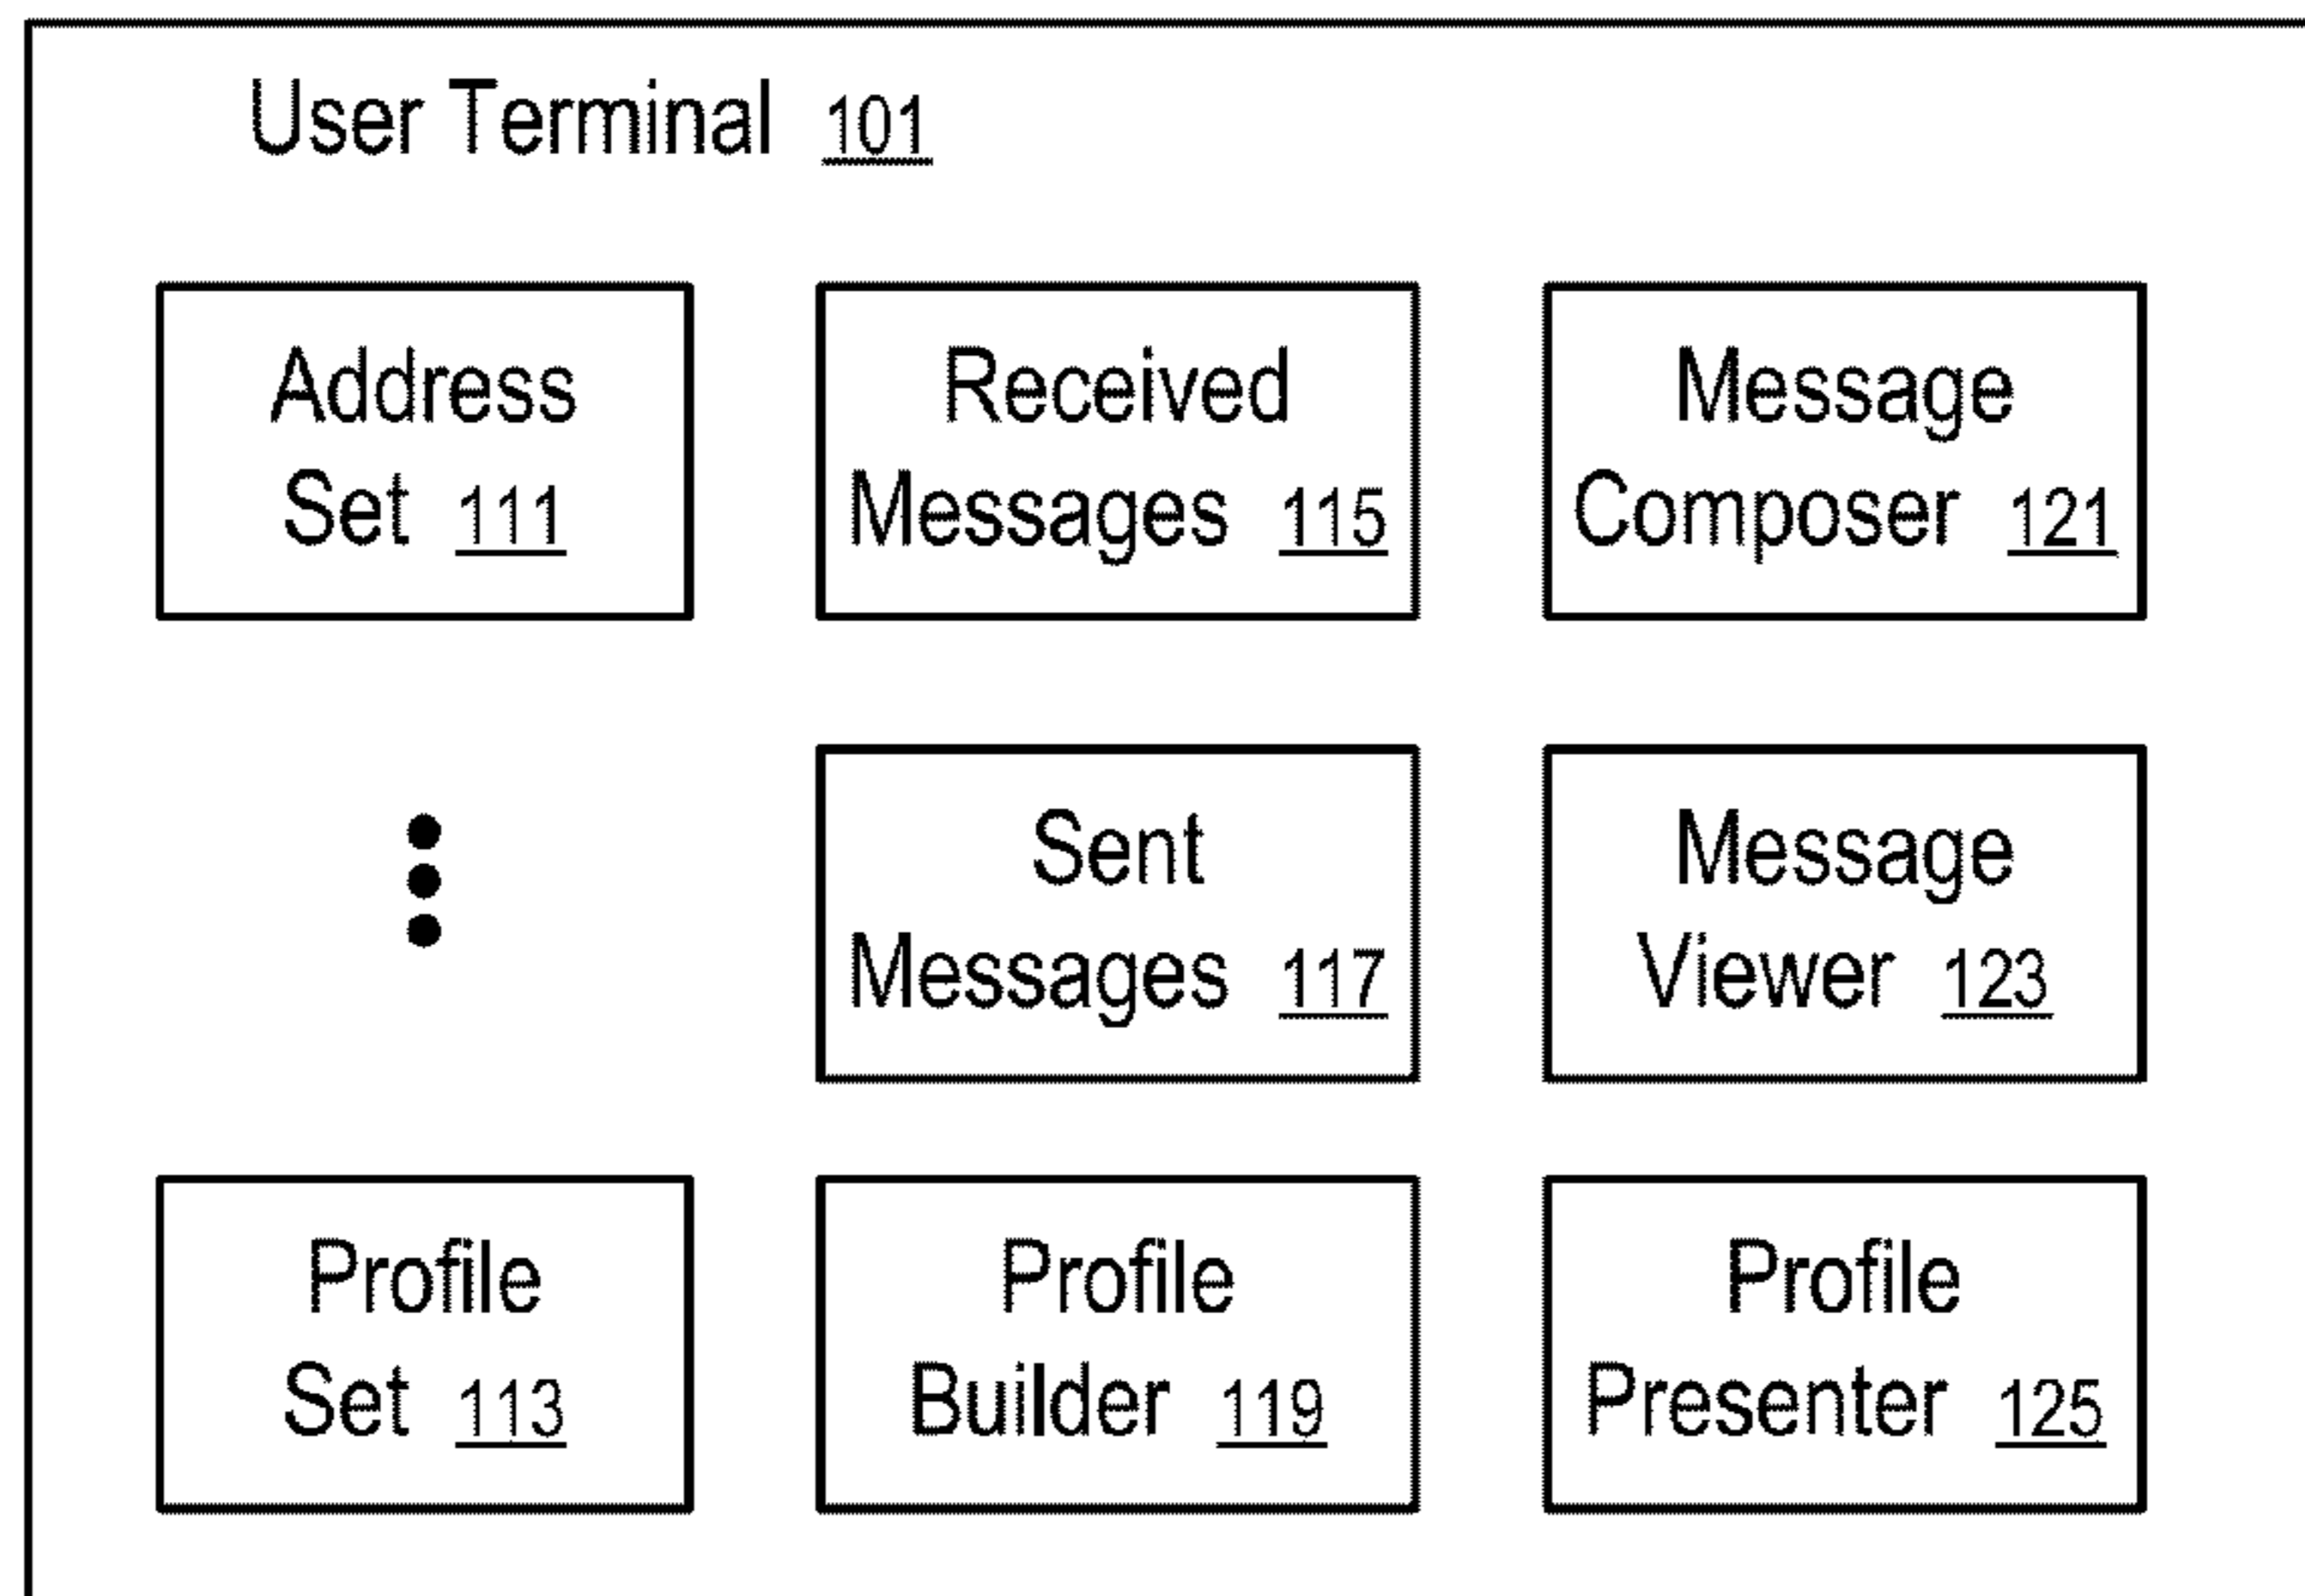 User Terminal 101
Address
Set 111
Received
Messages 115
Message
Composer 121
Sent
Messages 117
Message
Viewer 123
Profile
Set 113
Profile
Builder 119
Profile
Presenter 125